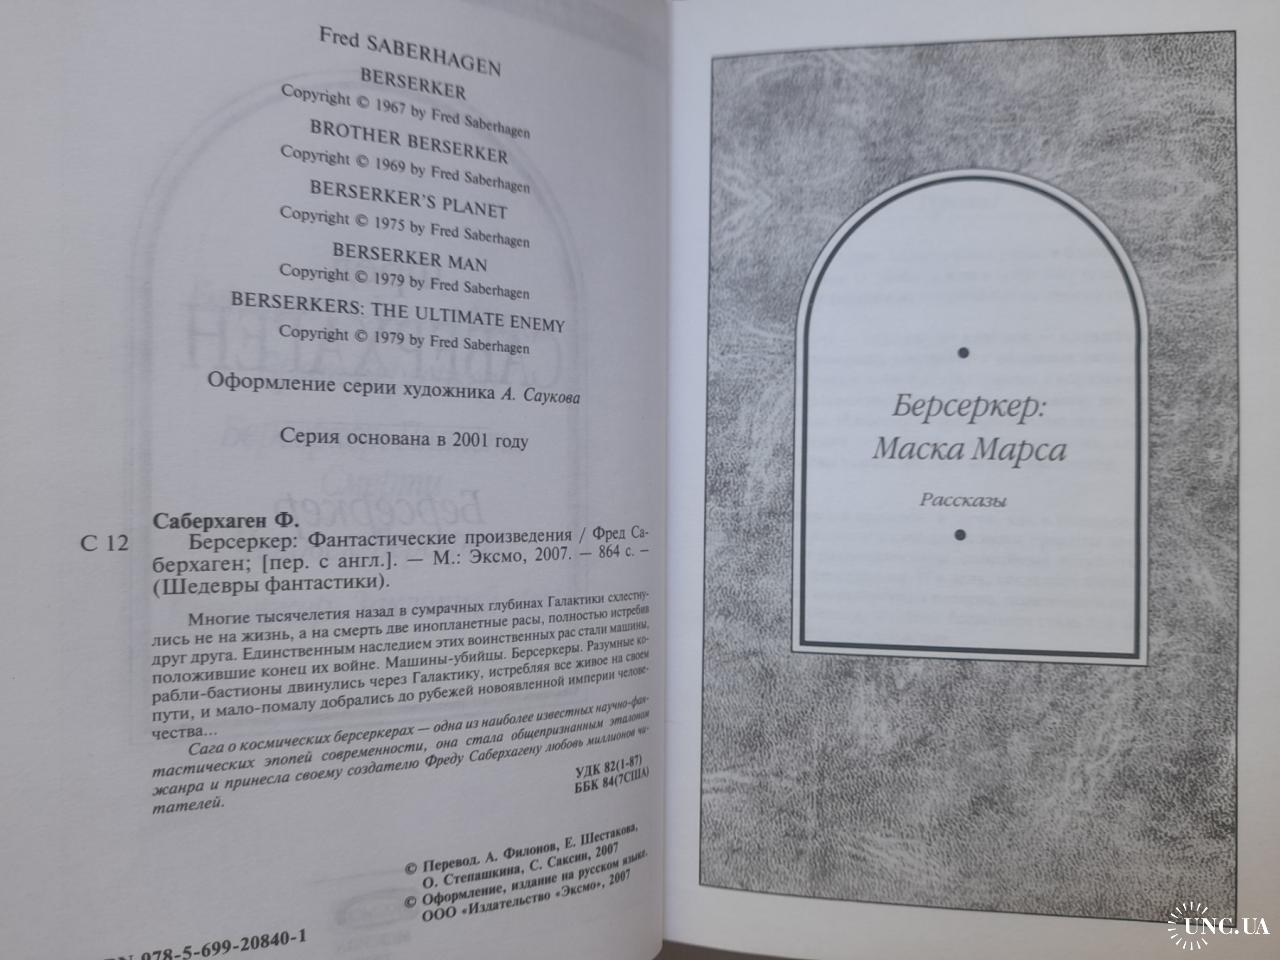 Fred SABERHAGEN
BERSERKER
Copyright © 1967 by Fred Saberhagen
BROTHER BERSERKER
Copyright © 1969 by Fred Saberhagen
BERSERKER'S PLANET
Copyright © 1975 by Fred Saberhagen
BERSERKER MAN
Copyright © 1979 by Fred Saberhagen
BERSERKERS: THE ULTIMATE ENEMY
Copyright © 1979 by Fred Saberhagen
Оформление серии художника А. Саукова
Серия основана в 2001 году
Саберхаген Ф.
С 12 Берсеркер: Фантастические произведения / Фред Са-
берхаген; [пер. с англ.]. — М.: Эксмо, 2007. — 864 с. —
(Шедевры фантастики).
Многие тысячелетия назад в сумрачных глубинах Галактики схлестну-
лись не на жизнь, а на смерть две инопланетные расы, полностью истребив
друг друга. Единственным наследием этих воинственных рас стали машины,
положившие конец их войне. Машины-убийцы. Берсеркеры. Разумные ко-
рабли-бастионы двинулись через Галактику, истребляя все живое на своем
пути, и мало-помалу добрались до рубежей новоявленной империи челове-
чества...
Сага о космических берсеркерах — одна из наиболее известных научно-фан-
тастических эпопей современности, она стала общепризнанным эталоном
жанра и принесла своему создателю Фреду Саберхагену любовь миллионов чи-
тателей.
УДК 82(1-87)
ББК 84(7США)
© Перевод. А. Филонов, Е. Шестакова,
О. Степашкина, С. Саксин, 2007
© Оформление, издание на русском языке.
ООО «Издательство «Эксмо», 2007
978-5-699-20840-1
Берсеркер:
Маска Марса
Рассказы
UNC.UA